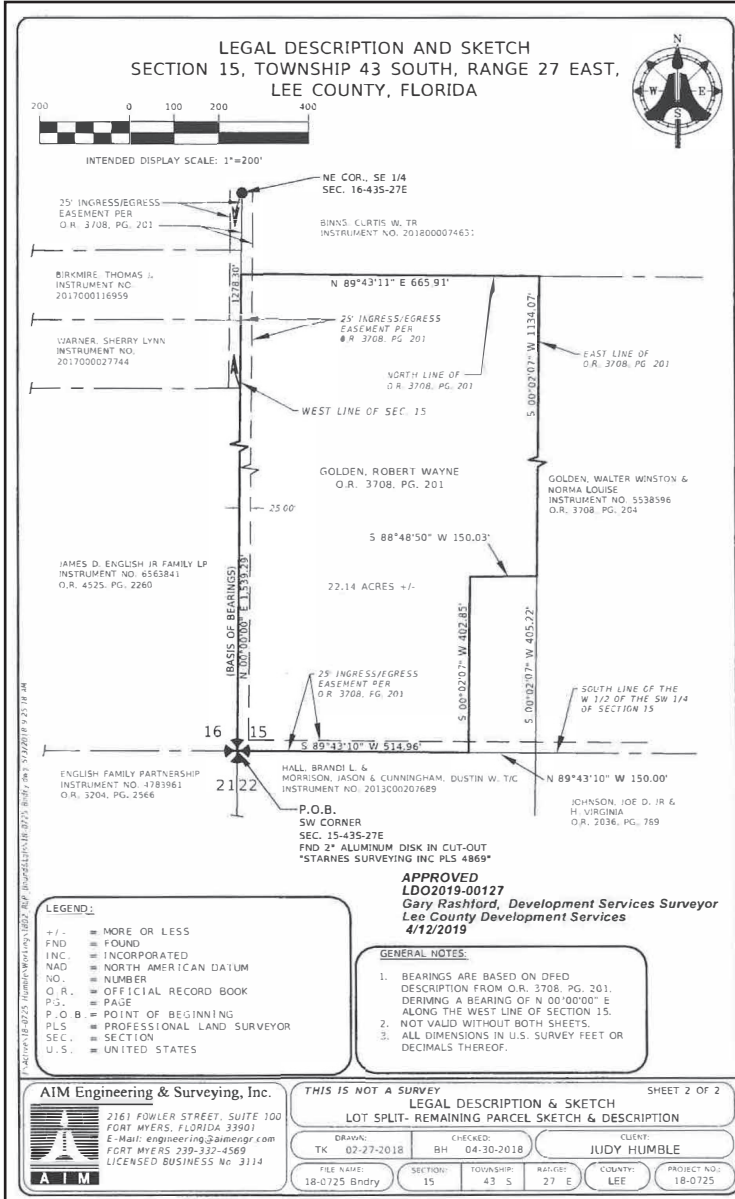 LEGAL DESCRIPTION AND SKETCH
SECTION 15, TOWNSHIP 43 SOUTH, RANGE 27 EAST,
LEE COUNTY, FLORIDA
N
W E
S
200 0 100 200 400
INTENDED DISPLAY SCALE: 1"=200'
NE COR., SE 1/4
SEC. 16-43S-27E
25' INGRESS/EGRESS
EASEMENT PER
O.R. 3708, PG. 201
BINNS, CURTIS W. TR
INSTRUMENT NO. 2018000074631
BIRKMIRE THOMAS J.
INSTRUMENT NO.
2017000116959
1278.30'
N 89°43'11" E 665.91'
25' INGRESS/EGRESS
EASEMENT PER
O.R. 3708, PG. 201
WARNER, SHERRY LYNN
INSTRUMENT NO.
2017000027744
NORTH LINE OF
O.R. 3708, PG. 201
S 00°02'07" W 1134.07'
EAST LINE OF
O.R. 3708, PG. 201
WEST LINE OF SEC. 15
GOLDEN, ROBERT WAYNE
O.R. 3708, PG. 201
GOLDEN, WALTER WINSTON &
NORMA LOUISE
INSTRUMENT NO. 5538596
O.R. 3708, PG. 204
25.00'
S 88°48'50" W 150.03'
JAMES D. ENGLISH JR FAMILY LP
INSTRUMENT NO. 6563841
O.R. 4525, PG. 2260
(BASIS OF BEARINGS)
N 00°00'00" E 1,539.29'
22.14 ACRES +/-
S 00°02'07" W 402.85'
S 00°02'07" W 405.22'
25' INGRESS/EGRESS
EASEMENT PER
O.R. 3708, PG. 201
SOUTH LINE OF THE
W 1/2 OF THE SW 1/4
OF SECTION 15
16 15
S 89°43'10" W 514.96'
21 22
ENGLISH FAMILY PARTNERSHIP
INSTRUMENT NO. 4783961
O.R. 3204, PG. 2566
HALL, BRANDI L. &
MORRISON, JASON & CUNNINGHAM, DUSTIN W. T/C
INSTRUMENT NO. 2013000207689
N 89°43'10" W 150.00'
JOHNSON, JOE D. JR &
H. VIRGINIA
O.R. 2036, PG. 769
P.O.B.
SW CORNER
SEC. 15-43S-27E
FND 2" ALUMINUM DISK IN CUT-OUT
"STARNES SURVEYING INC PLS 4869"
APPROVED
LDO2019-00127
Gary Rashford, Development Services Surveyor
Lee County Development Services
4/12/2019
LEGEND:
+/- = MORE OR LESS
FND = FOUND
INC. = INCORPORATED
NAD = NORTH AMERICAN DATUM
NO. = NUMBER
O.R. = OFFICIAL RECORD BOOK
PG. = PAGE
P.O.B. = POINT OF BEGINNING
PLS = PROFESSIONAL LAND SURVEYOR
SEC. = SECTION
U.S. = UNITED STATES
GENERAL NOTES:
1. BEARINGS ARE BASED ON DEED
DESCRIPTION FROM O.R. 3708, PG. 201,
DERIVING A BEARING OF N 00°00'00" E
ALONG THE WEST LINE OF SECTION 15.
2. NOT VALID WITHOUT BOTH SHEETS.
3. ALL DIMENSIONS IN U.S. SURVEY FEET OR
DECIMALS THEREOF.
AIM Engineering & Surveying, Inc.
2161 FOWLER STREET, SUITE 100
FORT MYERS, FLORIDA 33901
E-Mail: engineering@aimengr.com
FORT MYERS 239-332-4569
LICENSED BUSINESS No. 3114
AIM
THIS IS NOT A SURVEY SHEET 2 OF 2
LEGAL DESCRIPTION & SKETCH
LOT SPLIT- REMAINING PARCEL SKETCH & DESCRIPTION
DRAWN: CHECKED: CLIENT:
TK 02-27-2018 BH 04-30-2018 JUDY HUMBLE
FILE NAME: SECTION: TOWNSHIP: RANGE: COUNTY: PROJECT NO.:
18-0725 Bndry 15 43 S 27 E LEE 18-0725